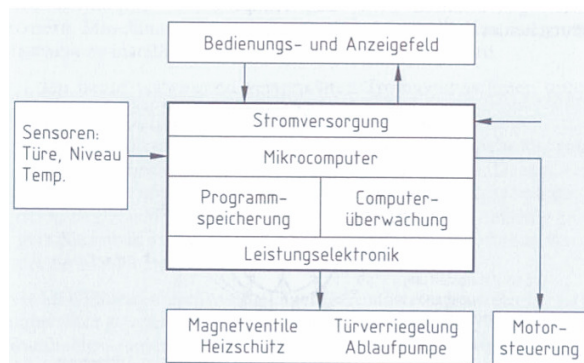 Bedienungs- und Anzeigefeld
Sensoren:
Türe, Niveau
Temp.
Stromversorgung
Mikrocomputer
Programm-
speicherung
Computer-
überwachung
Leistungselektronik
Magnetventile
Heizschütz
Türverriegelung
Ablaufpumpe
Motor-
steuerung